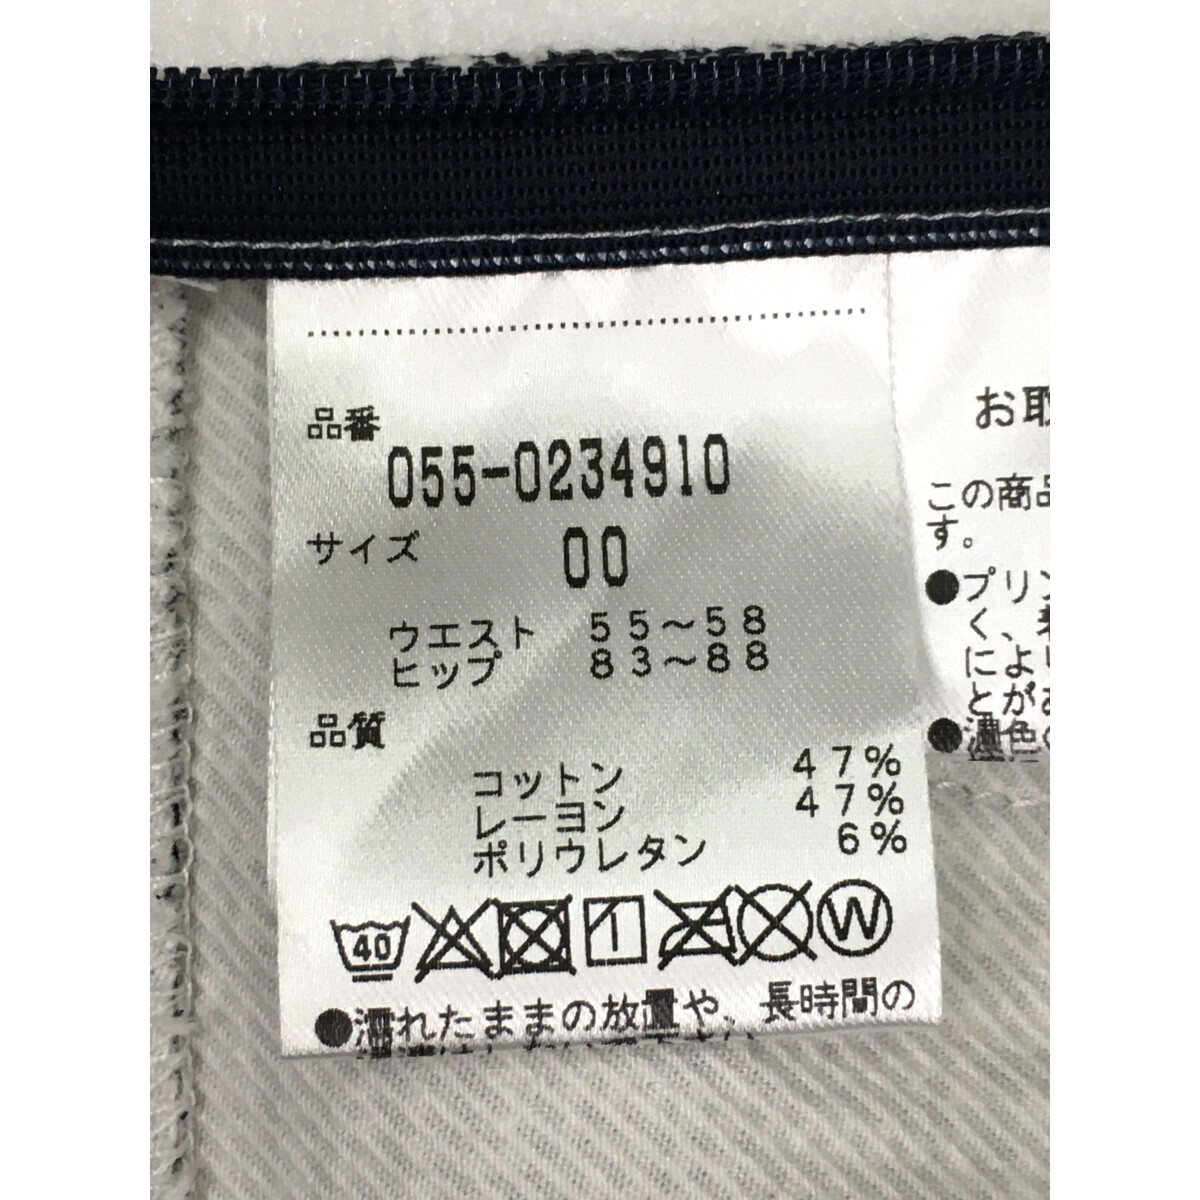 品番
055-0234910
サイズ 00
ウエスト 55~58
ヒップ 83~88
品質
コットン 47%
レーヨン 47%
ポリウレタン 6%
40
W
●濡れたままの放置や、長時間の
お取
この商品
す。
●プリン
く、
によ
とがあ
●濃色の